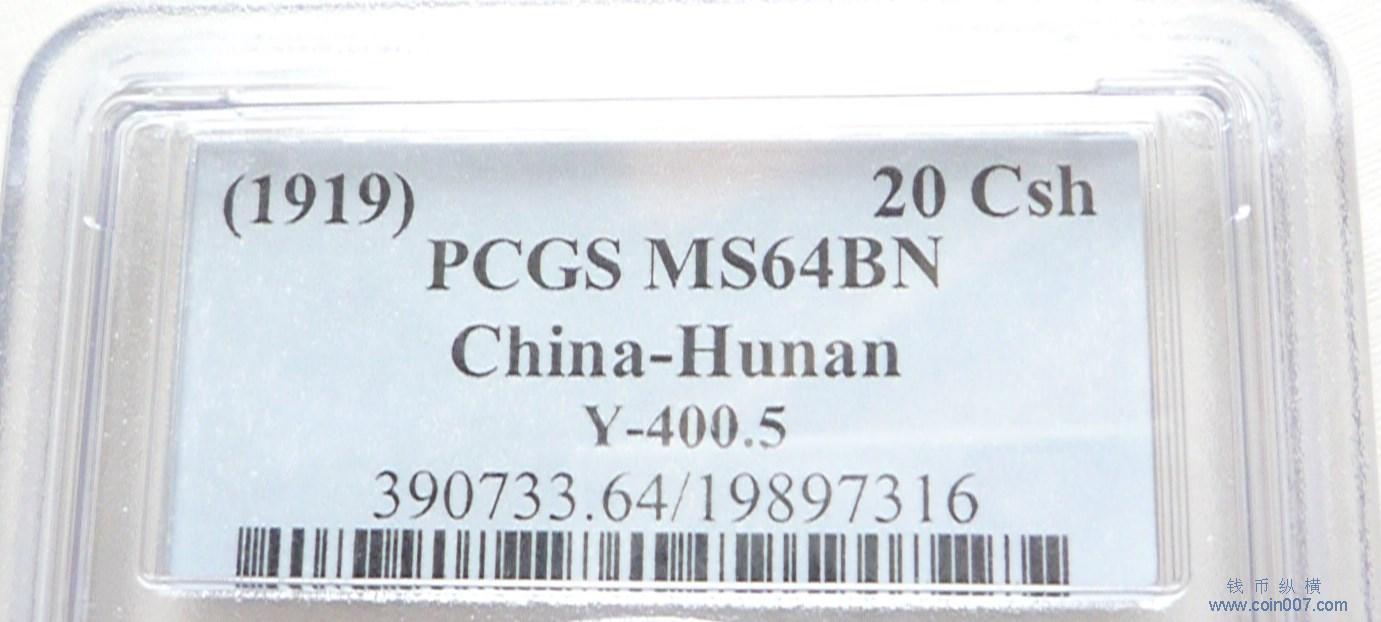 (1919) 20 Csh
PCGS MS64BN
China-Hunan
Y-400.5
390733.64/19897316
钱币纵横
www.coin007.com